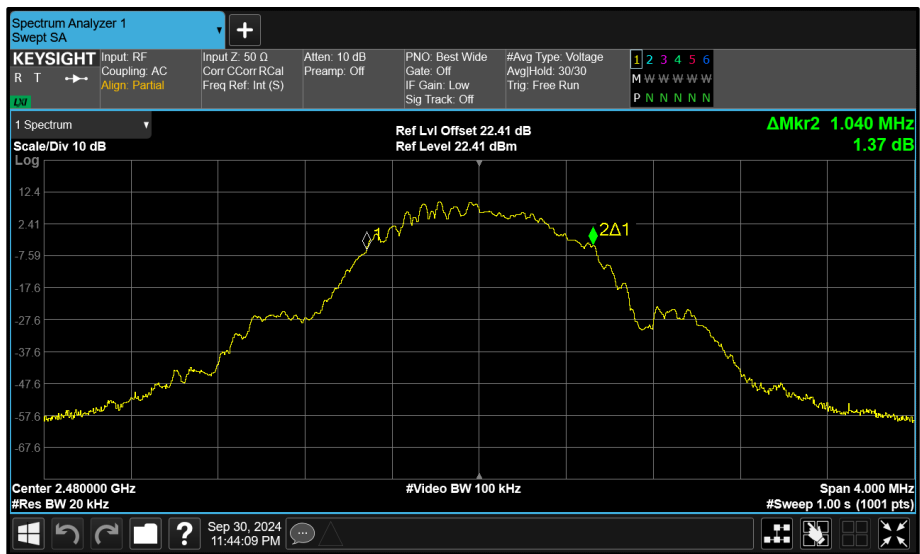 Spectrum Analyzer 1
Swept SA
KEYSIGHT
R T
LXI
Input: RF
Coupling: AC
Align: Partial
Input Z: 50 Ω
Corr CCorr RCal
Freq Ref: Int (S)
Atten: 10 dB
Preamp: Off
PNO: Best Wide
Gate: Off
IF Gain: Low
Sig Track: Off
#Avg Type: Voltage
Avg|Hold: 30/30
Trig: Free Run
1 2 3 4 5 6
M W W W W W
P N N N N N
1 Spectrum
Scale/Div 10 dB
Ref Lvl Offset 22.41 dB
Ref Level 22.41 dBm
ΔMkr2 1.040 MHz
1.37 dB
Log
12.4
2.41
-7.59
-17.6
-27.6
-37.6
-47.6
-57.6
-67.6
1
2Δ1
Center 2.480000 GHz
#Res BW 20 kHz
#Video BW 100 kHz
Span 4.000 MHz
#Sweep 1.00 s (1001 pts)
?
Sep 30, 2024
11:44:09 PM